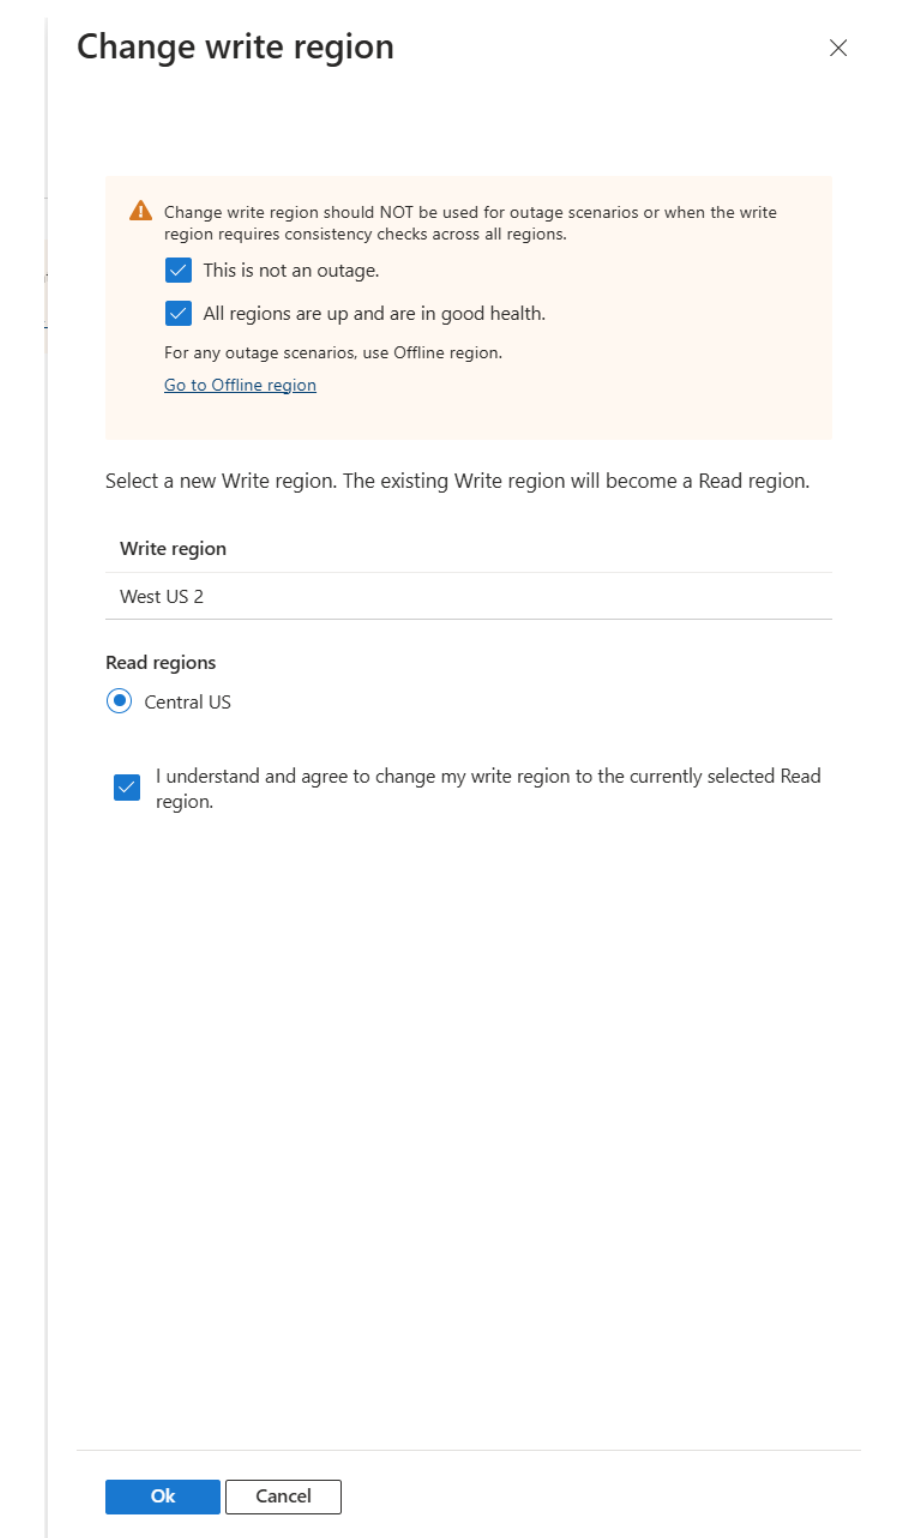 Change write region
Change write region should NOT be used for outage scenarios or when the write
region requires consistency checks across all regions.
This is not an outage.
All regions are up and are in good health.
For any outage scenarios, use Offline region.
Go to Offline region
Select a new Write region. The existing Write region will become a Read region.
Write region
West US 2
Read regions
Central US
I understand and agree to change my write region to the currently selected Read
region.
Ok
Cancel